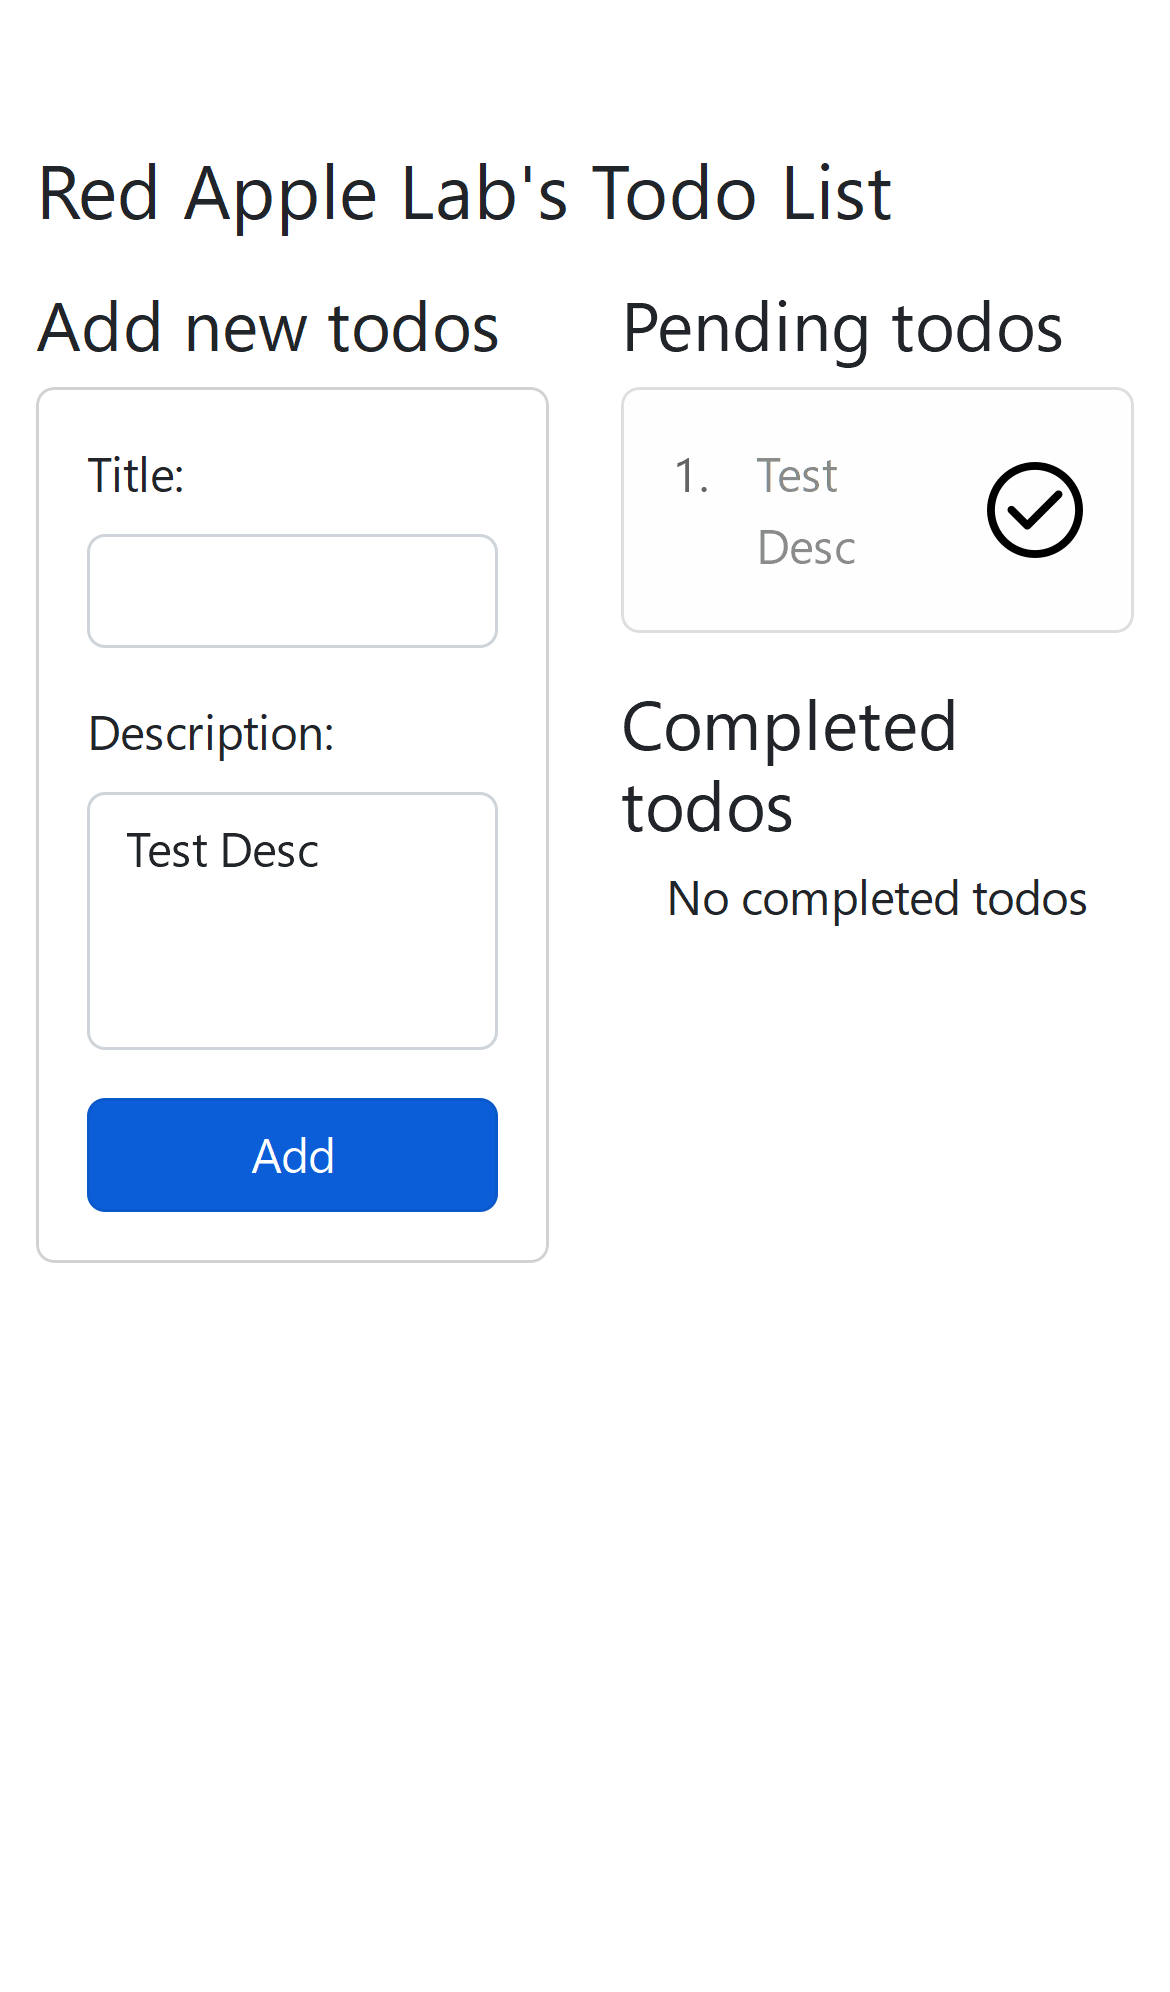 Red Apple Lab's Todo List
Add new todos
Title:
Description:
Test Desc
Add
Pending todos
1. Test
Desc
Completed
todos
No completed todos